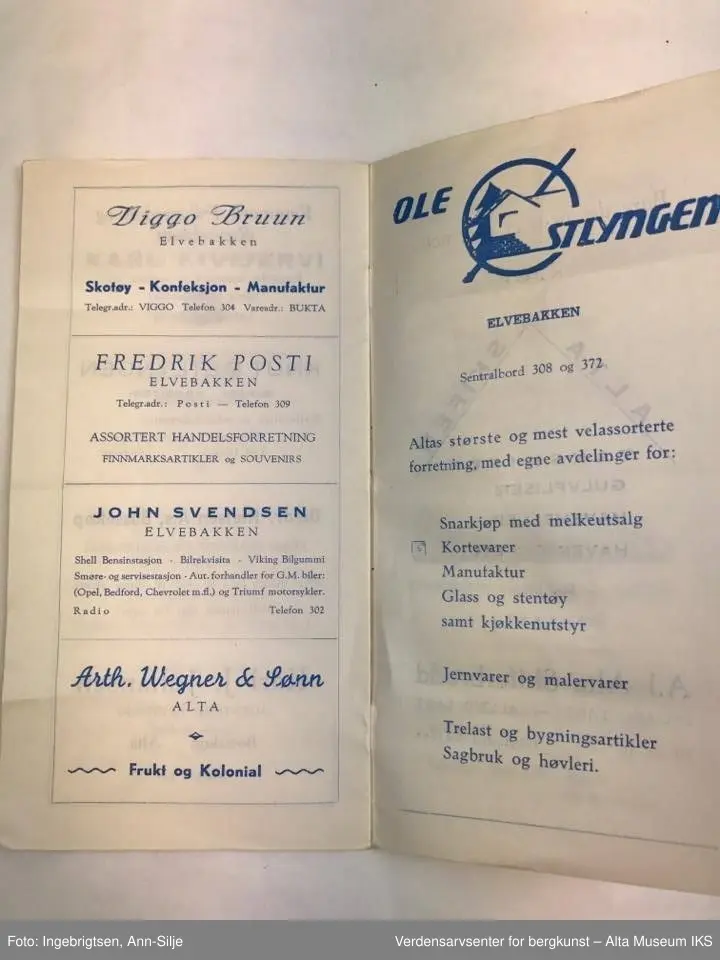 Viggo Bruun
Elvebakken
Skotøy - Konfeksjon - Manufaktur
Telegr.adr.: VIGGO Telefon 304 Vareadr.: BUKTA
FREDRIK POSTI
ELVEBAKKEN
Telegr.adr.: Posti — Telefon 309
ASSORTERT HANDELSFORRETNING
FINNMARKSARTIKLER og SOUVENIRS
JOHN SVENDSEN
ELVEBAKKEN
Shell Bensinstasjon · Bilrekvisita · Viking Bilgummi
Smøre- og servisestasjon · Aut. forhandler for G.M. biler:
(Opel, Bedford, Chevrolet m.fl.) og Triumf motorsykler.
Radio Telefon 302
Arth. Wegner & Sønn
ALTA
Frukt og Kolonial
OLE
STLYNGEN
ELVEBAKKEN
Sentralbord 308 og 372
Altas største og mest velassorterte
forretning, med egne avdelinger for:
Snarkjøp med melkeutsalg
Kortevarer
Manufaktur
Glass og stentøy
samt kjøkkenutstyr
Jernvarer og malervarer
Trelast og bygningsartikler
Sagbruk og høvleri.
Foto: Ingebrigtsen, Ann-Silje
Verdensarvsenter for bergkunst – Alta Museum IKS